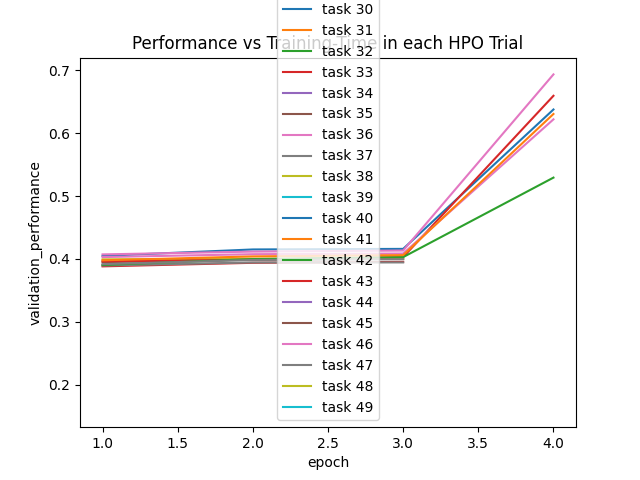 Performance vs Training-Time in each HPO Trial
task 30
task 31
task 32
task 33
task 34
task 35
task 36
task 37
task 38
task 39
task 40
task 41
task 42
task 43
task 44
task 45
task 46
task 47
task 48
task 49
validation_performance
0.7
0.6
0.5
0.4
0.3
0.2
1.0 1.5 2.0 2.5 3.0 3.5 4.0
epoch